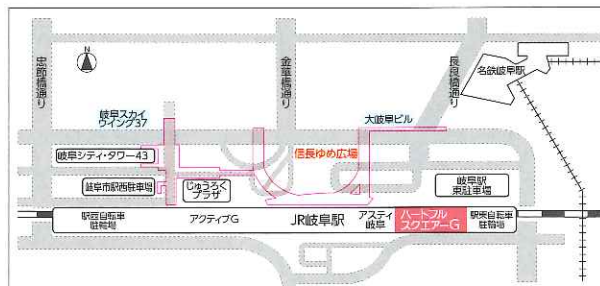 忠節橋通り
N
金華橋通り
長良橋通り
名鉄岐阜駅
岐阜スカイ
ウイング37
大岐阜ビル
岐阜シティ・タワー43
信長ゆめ広場
岐阜市駅西駐車場
じゅうろく
プラザ
岐阜駅
東駐車場
駅西自転車
駐輪場
アクティブG
JR岐阜駅
アスティ
岐阜
ハートフル
スクエアーG
駅東自転車
駐輪場